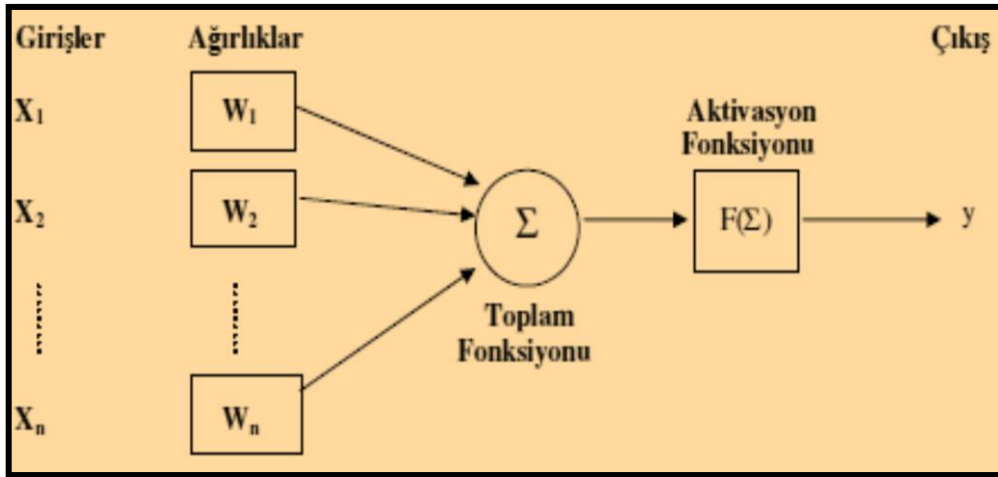 Girişler Ağırlıklar Çıkış
X1 W1
Aktivasyon
Fonksiyonu
X2 W2 Σ F(Σ) y
Toplam
Fonksiyonu
Xn Wn